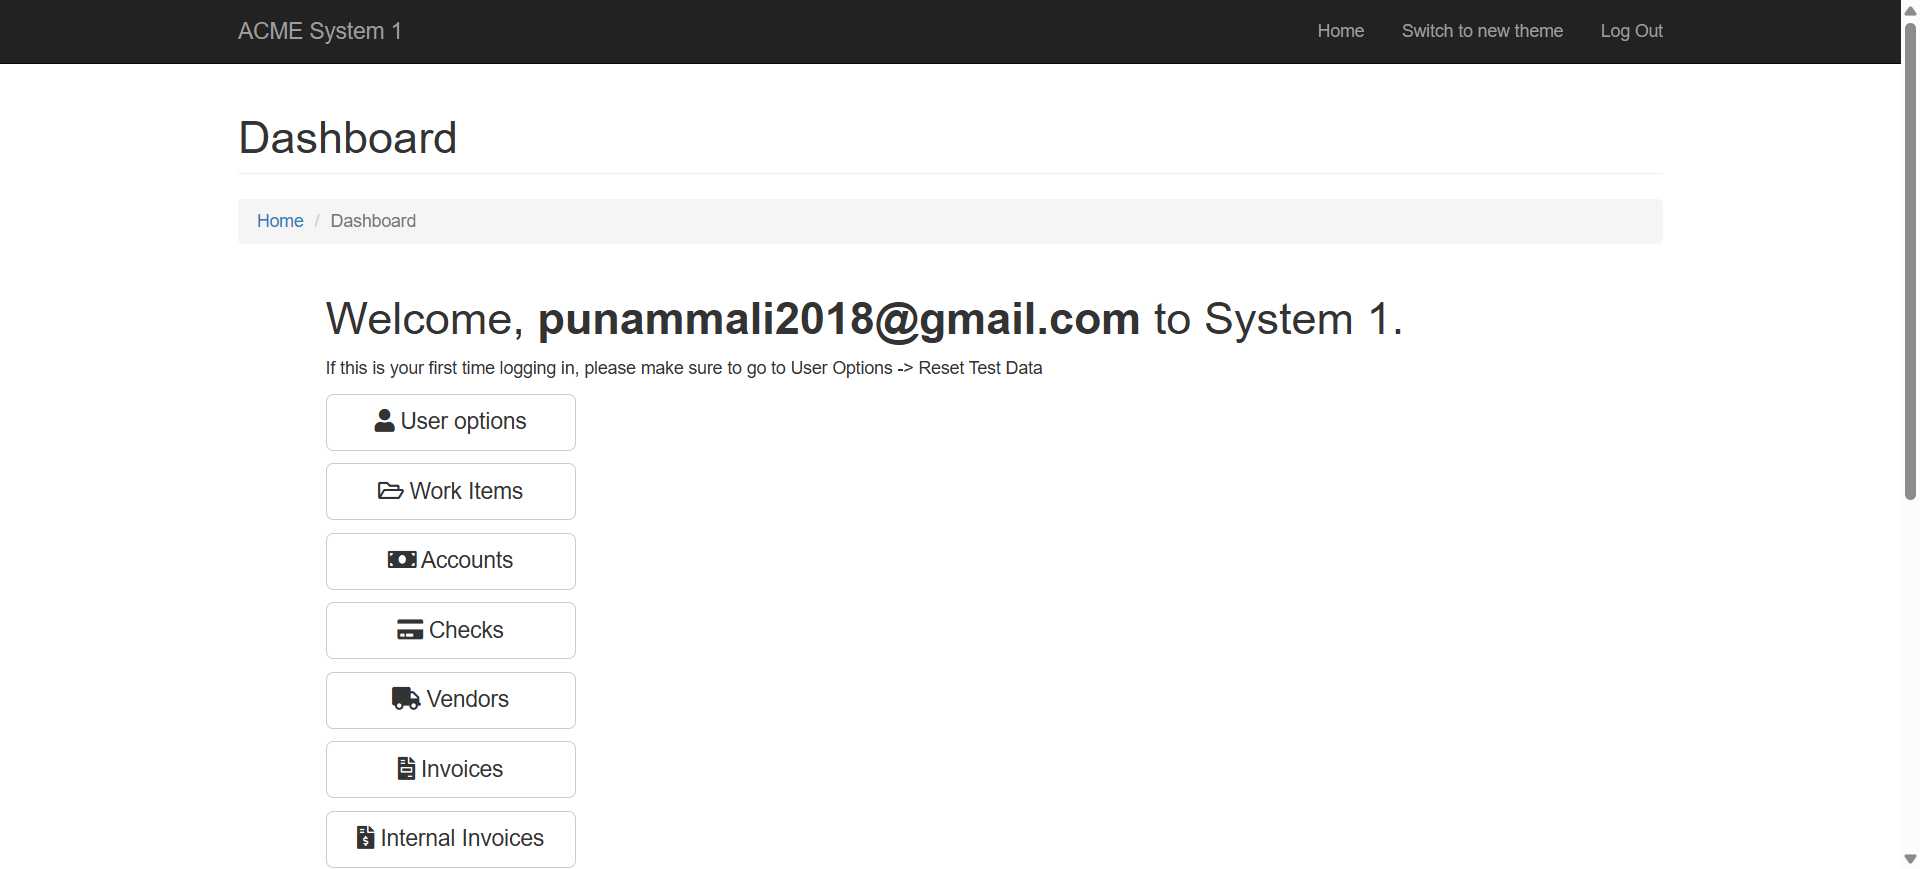 ACME System 1
Home
Switch to new theme
Log Out
Dashboard
Home / Dashboard
Welcome, punammali2018@gmail.com to System 1.
If this is your first time logging in, please make sure to go to User Options -> Reset Test Data
User options
Work Items
Accounts
Checks
Vendors
Invoices
Internal Invoices